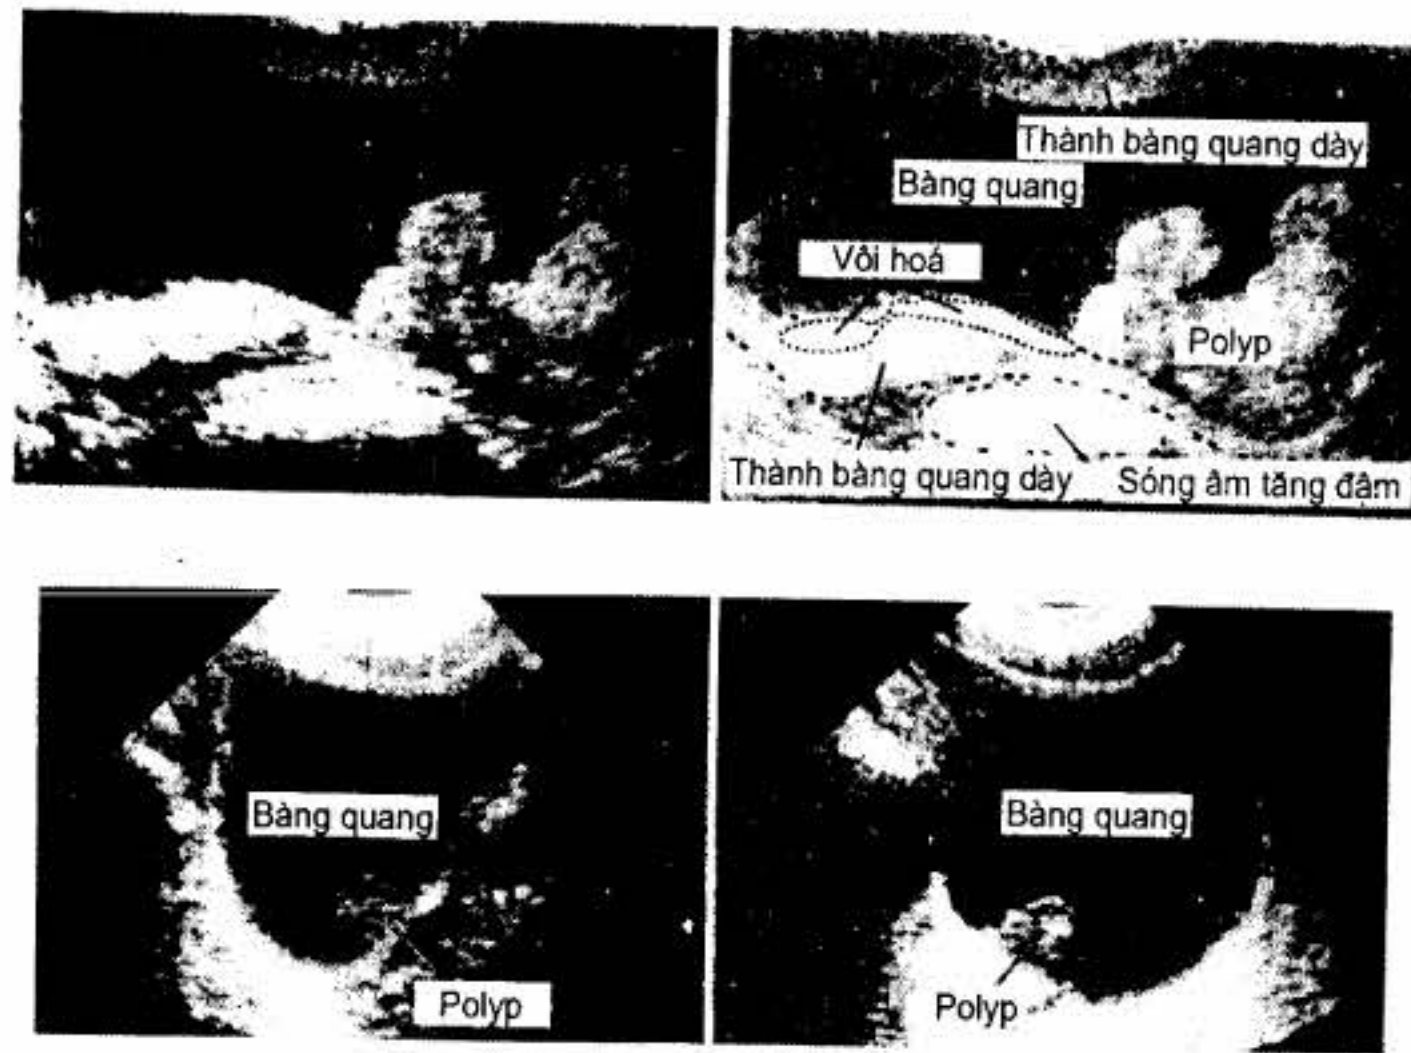 Thành bàng quang dày
Bàng quang
Vôi hoá
Polyp
Thành bàng quang dày
Sóng âm tăng đậm
Bàng quang
Polyp
Bàng quang
Polyp